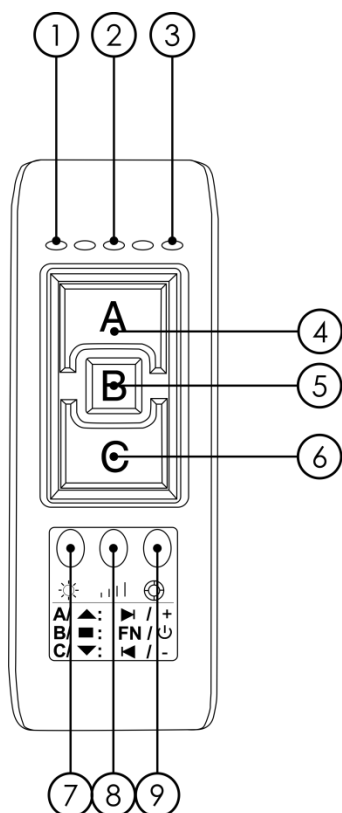 1 2 3
A
4
B
5
C
6
A/▲: ▶| / +
B/■: FN / ⏻
C/▼: |◀ / -
7 8 9